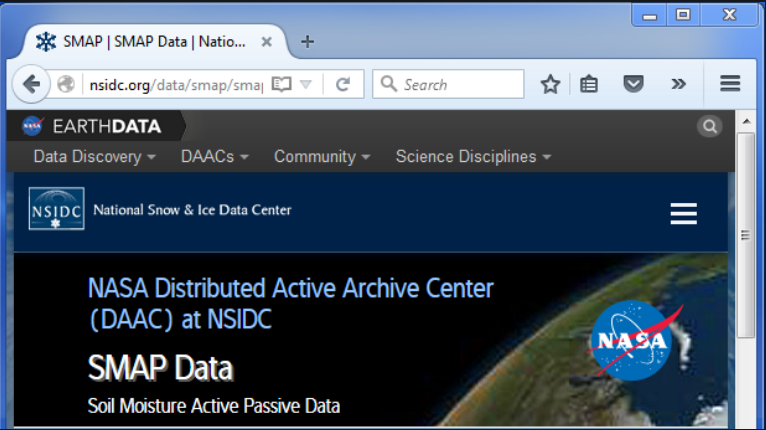 SMAP | SMAP Data | Natio...
nsidc.org/data/smap/smap
Search
EARTHDATA
Data Discovery DAACs Community Science Disciplines
NSIDC National Snow & Ice Data Center
NASA Distributed Active Archive Center
(DAAC) at NSIDC
NASA
SMAP Data
Soil Moisture Active Passive Data